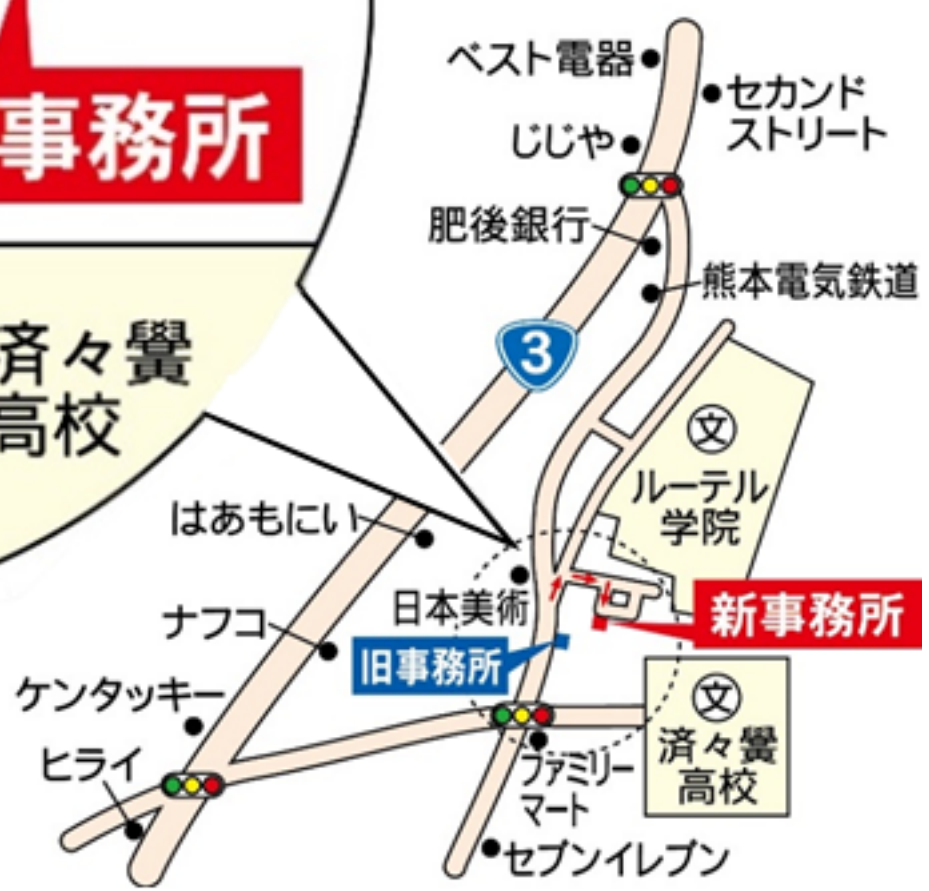 事務所
済々黌
高校
ベスト電器
セカンド
ストリート
じじや
肥後銀行
熊本電気鉄道
3
文
ルーテル
学院
はあもにい
日本美術
新事務所
ナフコ
旧事務所
ケンタッキー
文
済々黌
高校
ヒライ
ファミリー
マート
セブンイレブン